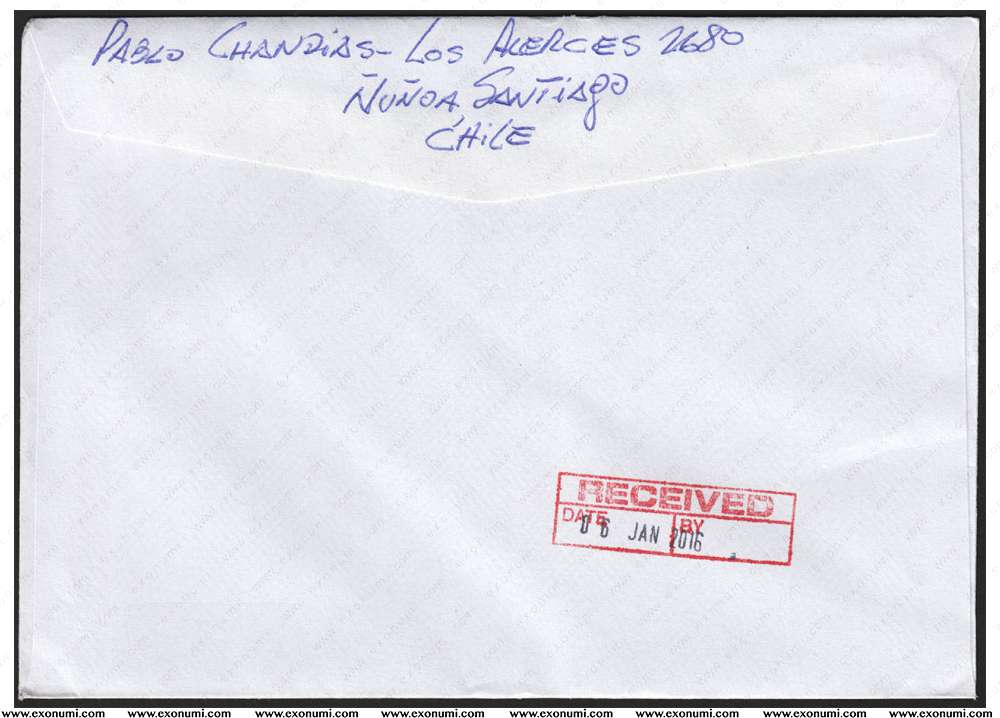 PABLO CHANDIAS - LOS ALERCES 2680
ÑUÑOA SANTIAGO
CHILE
RECEIVED
DATE BY
06 JAN 2016
www.exonumi.com www.exonumi.com www.exonumi.com www.exonumi.com www.exonumi.com www.exonumi.com www.exonumi.com www.exonumi.com